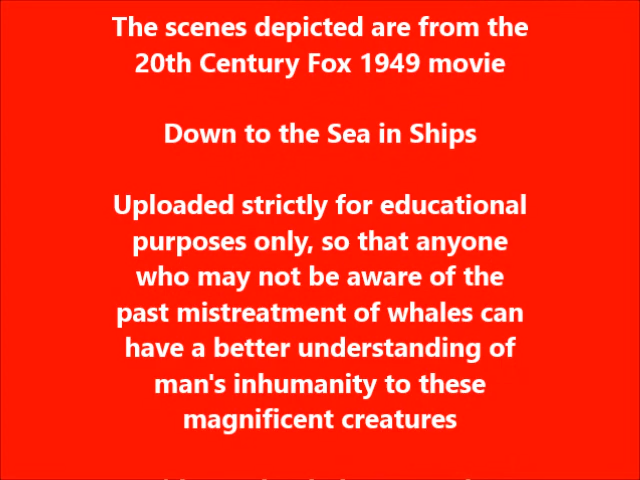 The scenes depicted are from the
20th Century Fox 1949 movie
Down to the Sea in Ships
Uploaded strictly for educational
purposes only, so that anyone
who may not be aware of the
past mistreatment of whales can
have a better understanding of
man's inhumanity to these
magnificent creatures